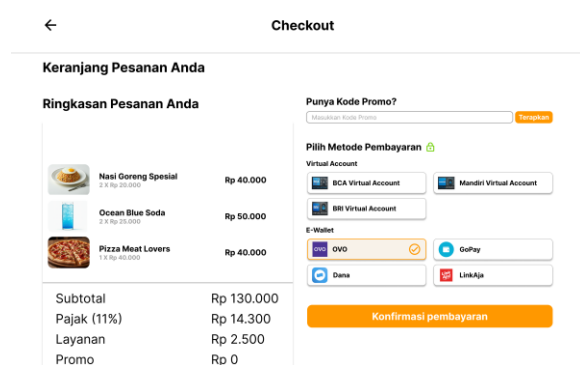 Checkout
Keranjang Pesanan Anda
Ringkasan Pesanan Anda
Nasi Goreng Spesial
2 X Rp 20.000
Rp 40.000
Ocean Blue Soda
2 X Rp 25.000
Rp 50.000
Pizza Meat Lovers
1 X Rp 40.000
Rp 40.000
Subtotal Rp 130.000
Pajak (11%) Rp 14.300
Layanan Rp 2.500
Promo Rp 0
Punya Kode Promo?
Masukkan Kode Promo Terapkan
Pilih Metode Pembayaran
Virtual Account
BCA Virtual Account Mandiri Virtual Account
BRI Virtual Account
E-Wallet
OVO OVO GoPay
Dana LinkAja
Konfirmasi pembayaran